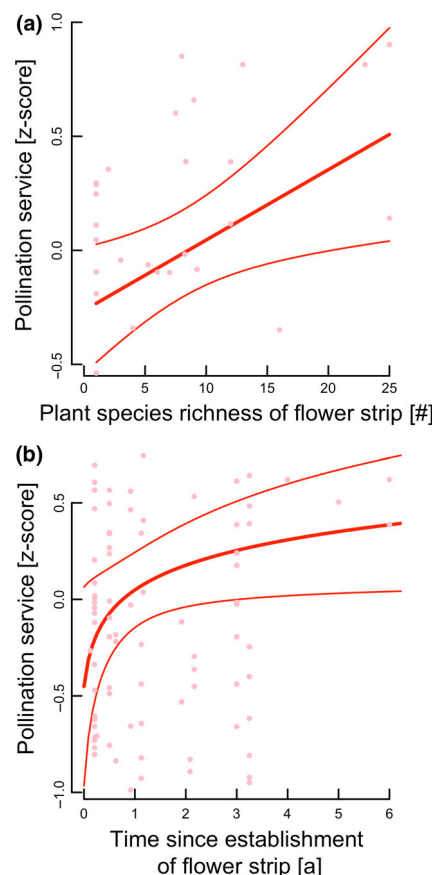 (a)
Pollination service [z-score]
1.0
0.5
0.0
−0.5
0 5 10 15 20 25
Plant species richness of flower strip [#]
(b)
Pollination service [z-score]
0.5
0.0
−0.5
−1.0
0 1 2 3 4 5 6
Time since establishment
of flower strip [a]